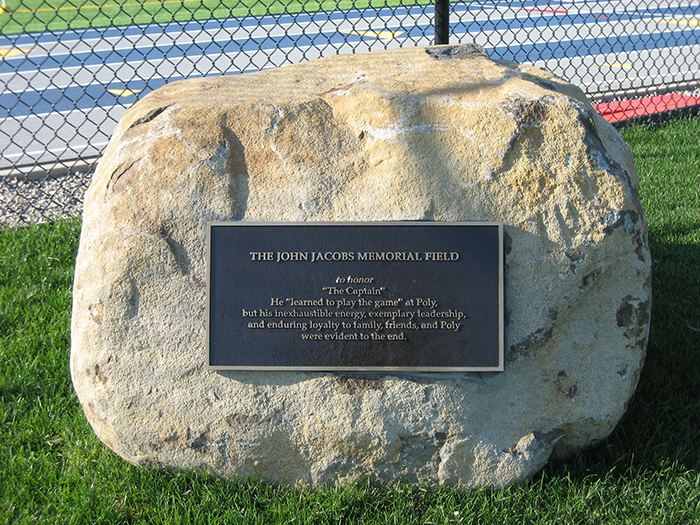 THE JOHN JACOBS MEMORIAL FIELD
to honor
"The Captain"
He "learned to play the game" at Poly,
but his inexhaustible energy, exemplary leadership,
and enduring loyalty to family, friends, and Poly
were evident to the end.